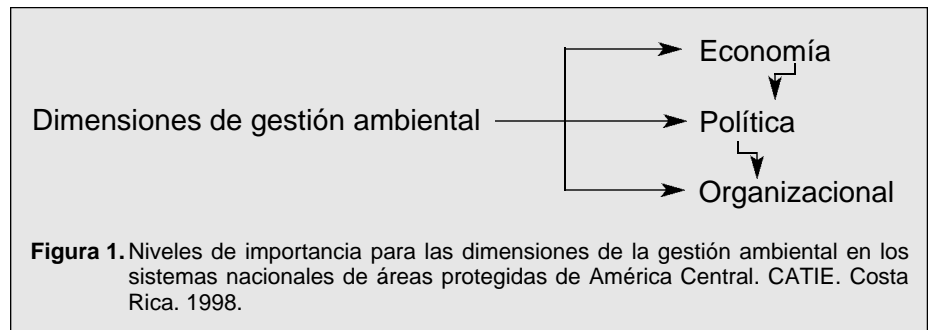 Economía
Dimensiones de gestión ambiental
Política
Organizacional
Figura 1. Niveles de importancia para las dimensiones de la gestión ambiental en los
sistemas nacionales de áreas protegidas de América Central. CATIE. Costa
Rica. 1998.